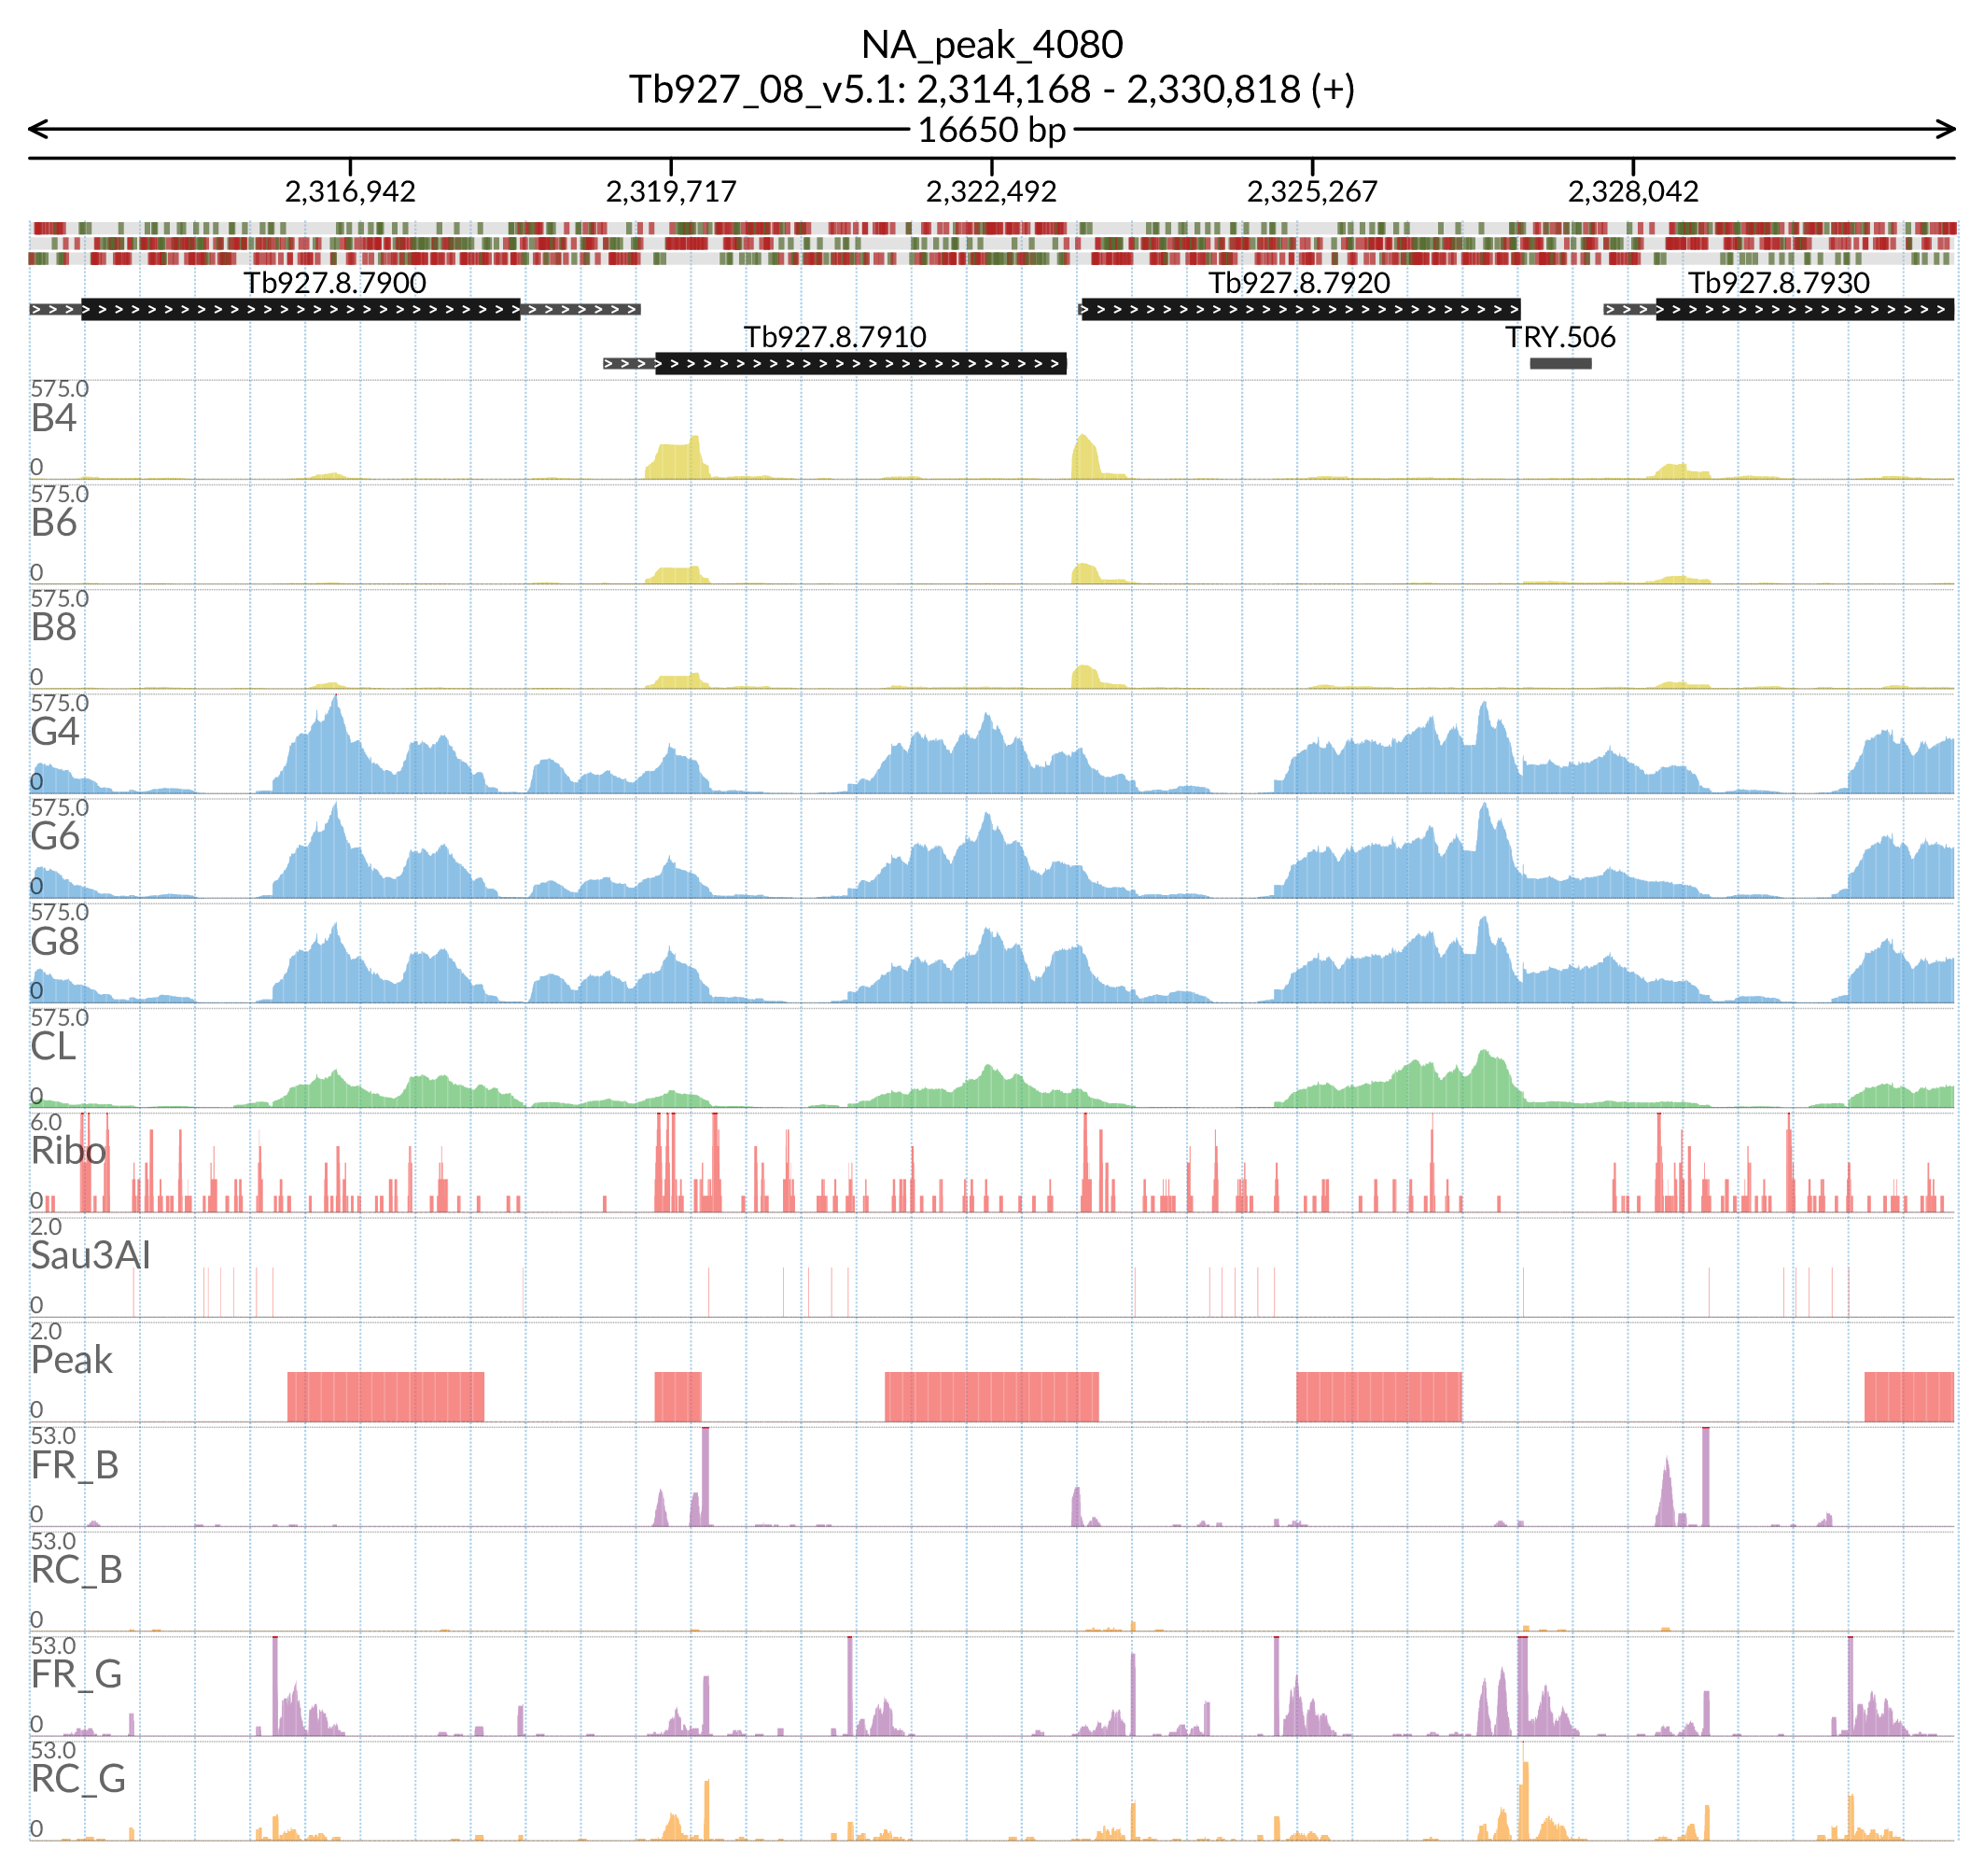 NA_peak_4080
Tb927_08_v5.1: 2,314,168 - 2,330,818 (+)
16650 bp
2,316,942 2,319,717 2,322,492 2,325,267 2,328,042
Tb927.8.7900 Tb927.8.7920 Tb927.8.7930
Tb927.8.7910 TRY.506
575.0
B4
0
575.0
B6
0
575.0
B8
0
575.0
G4
0
575.0
G6
0
575.0
G8
0
575.0
CL
0
6.0
Ribo
0
2.0
Sau3AI
0
2.0
Peak
0
53.0
FR_B
0
53.0
RC_B
0
53.0
FR_G
0
53.0
RC_G
0